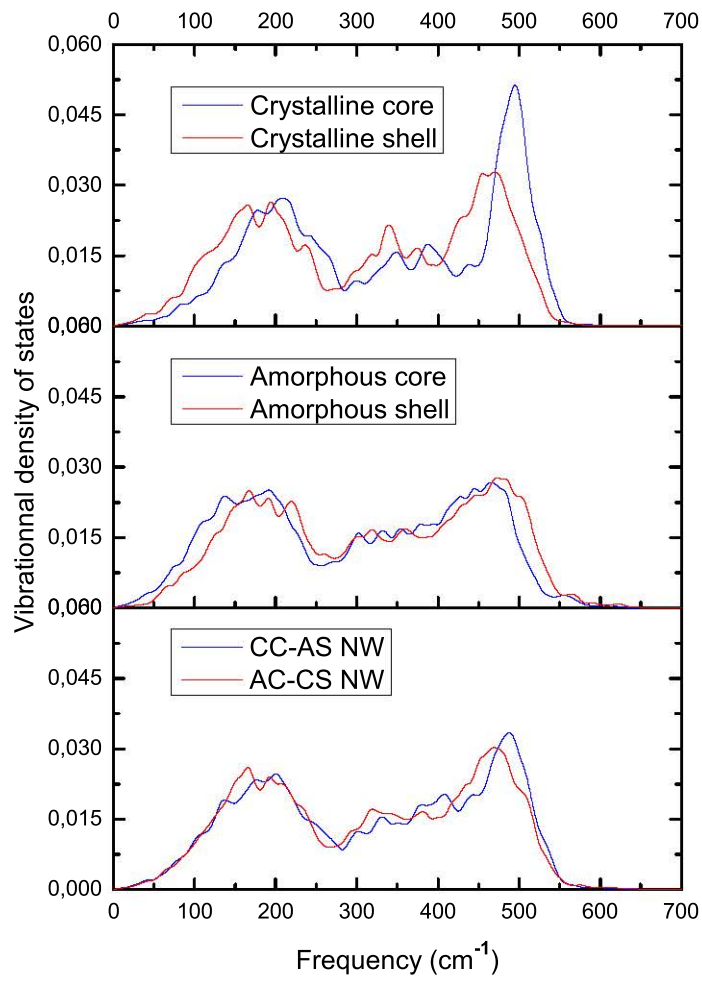 0 100 200 300 400 500 600 700
0,060
0,045
0,030
0,015
0,060
0,045
0,030
0,015
0,060
0,045
0,030
0,015
0,000
Crystalline core
Crystalline shell
Amorphous core
Amorphous shell
CC-AS NW
AC-CS NW
Vibrationnal density of states
0 100 200 300 400 500 600 700
Frequency (cm⁻¹)